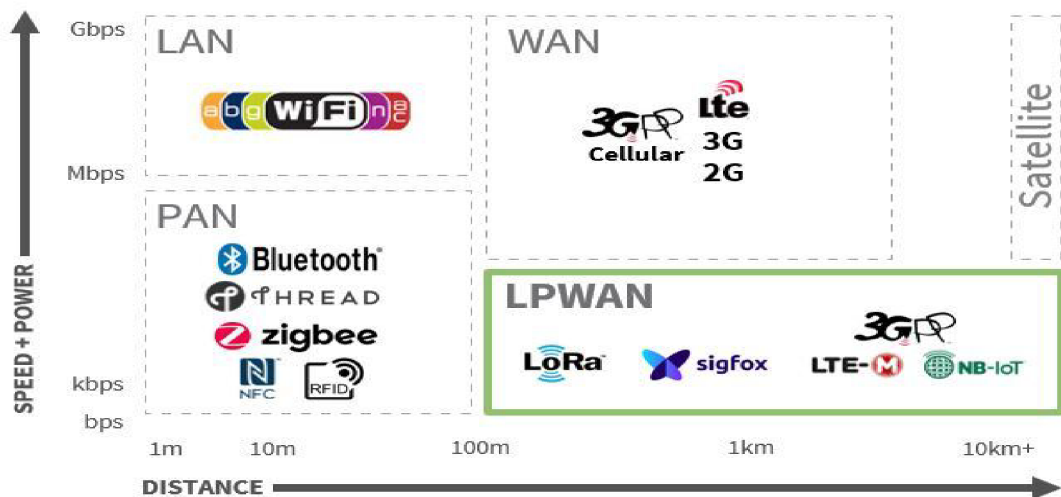 Gbps
LAN
WAN
a b g WiFi n ac
3GPP
Cellular
Lte
3G
2G
Satellite
Mbps
PAN
Bluetooth
THREAD
zigbee
NFC
RFID
LPWAN
LoRa
sigfox
3GPP
LTE-M
NB-IoT
SPEED + POWER
kbps
bps
1m 10m 100m 1km 10km+
DISTANCE